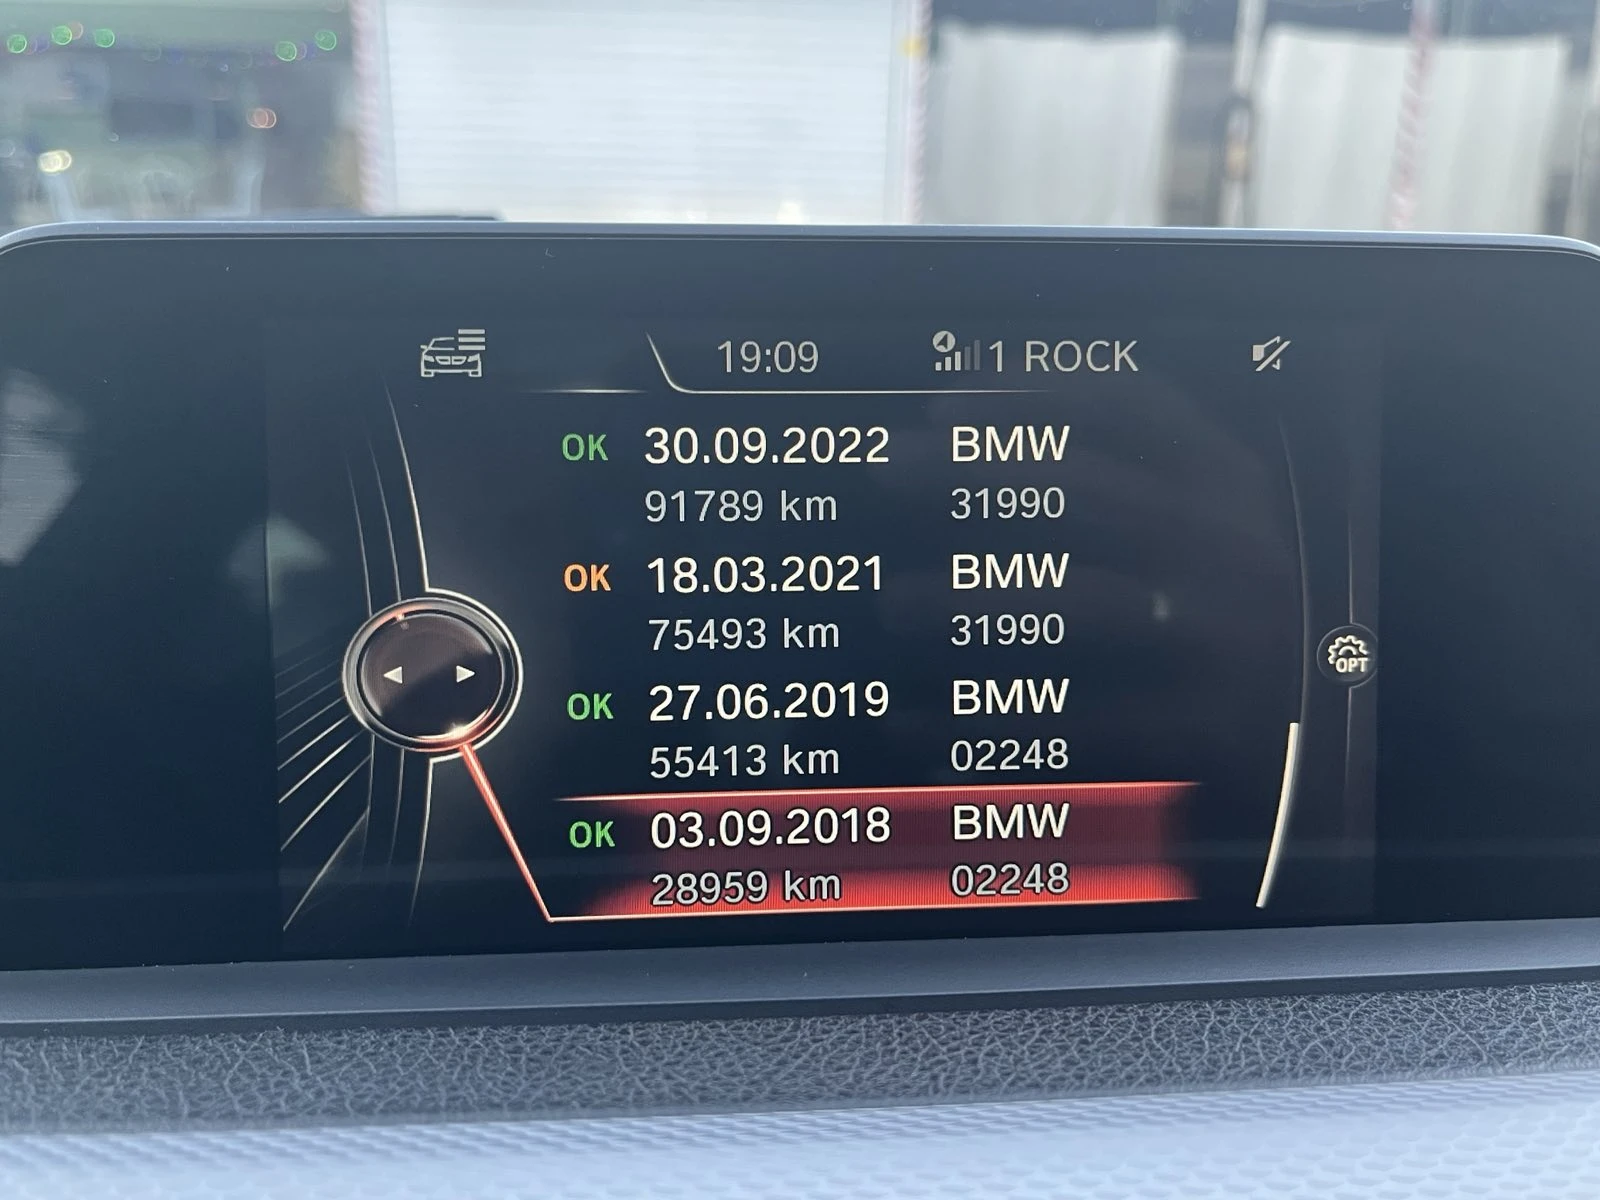 19:09 1 ROCK
OK 30.09.2022 BMW
91789 km 31990
OK 18.03.2021 BMW
75493 km 31990
OK 27.06.2019 BMW
55413 km 02248
OK 03.09.2018 BMW
28959 km 02248
OPT